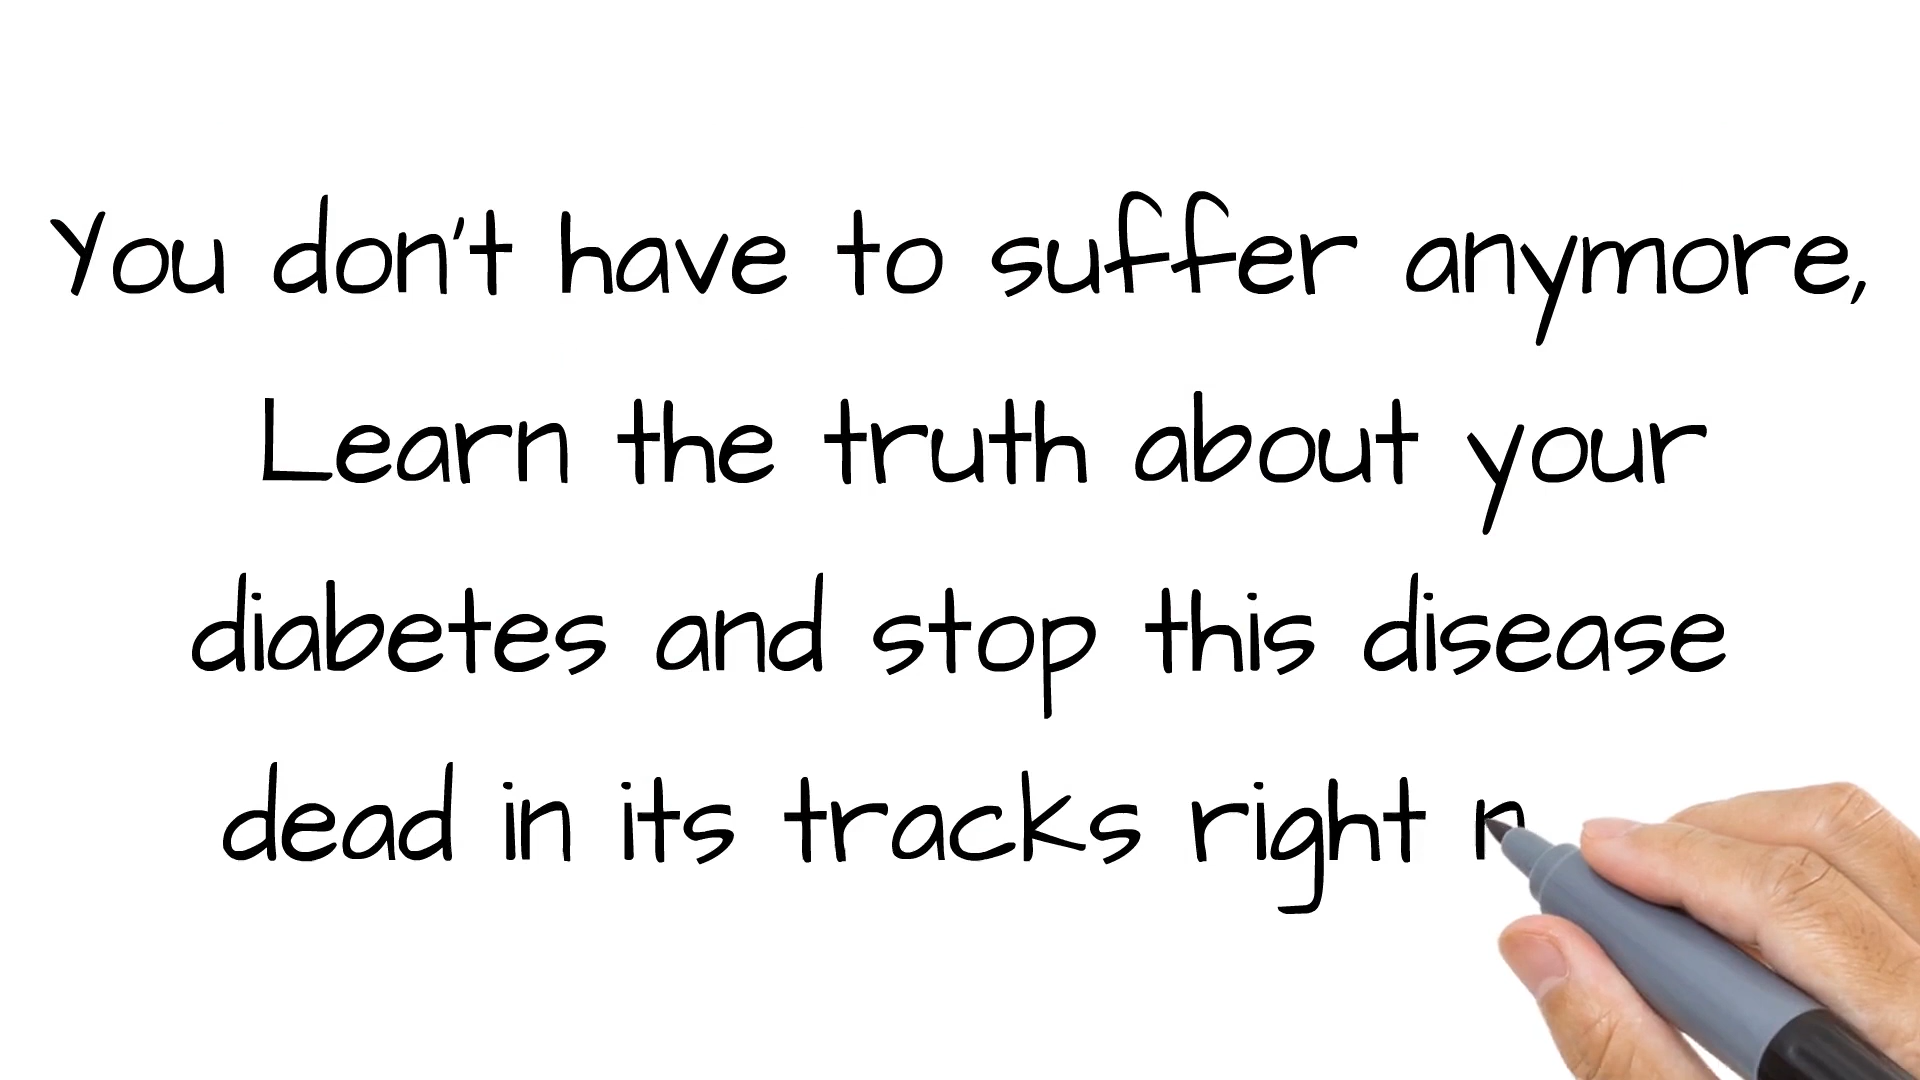 You don't have to suffer anymore,
Learn the truth about your
diabetes and stop this disease
dead in its tracks right n